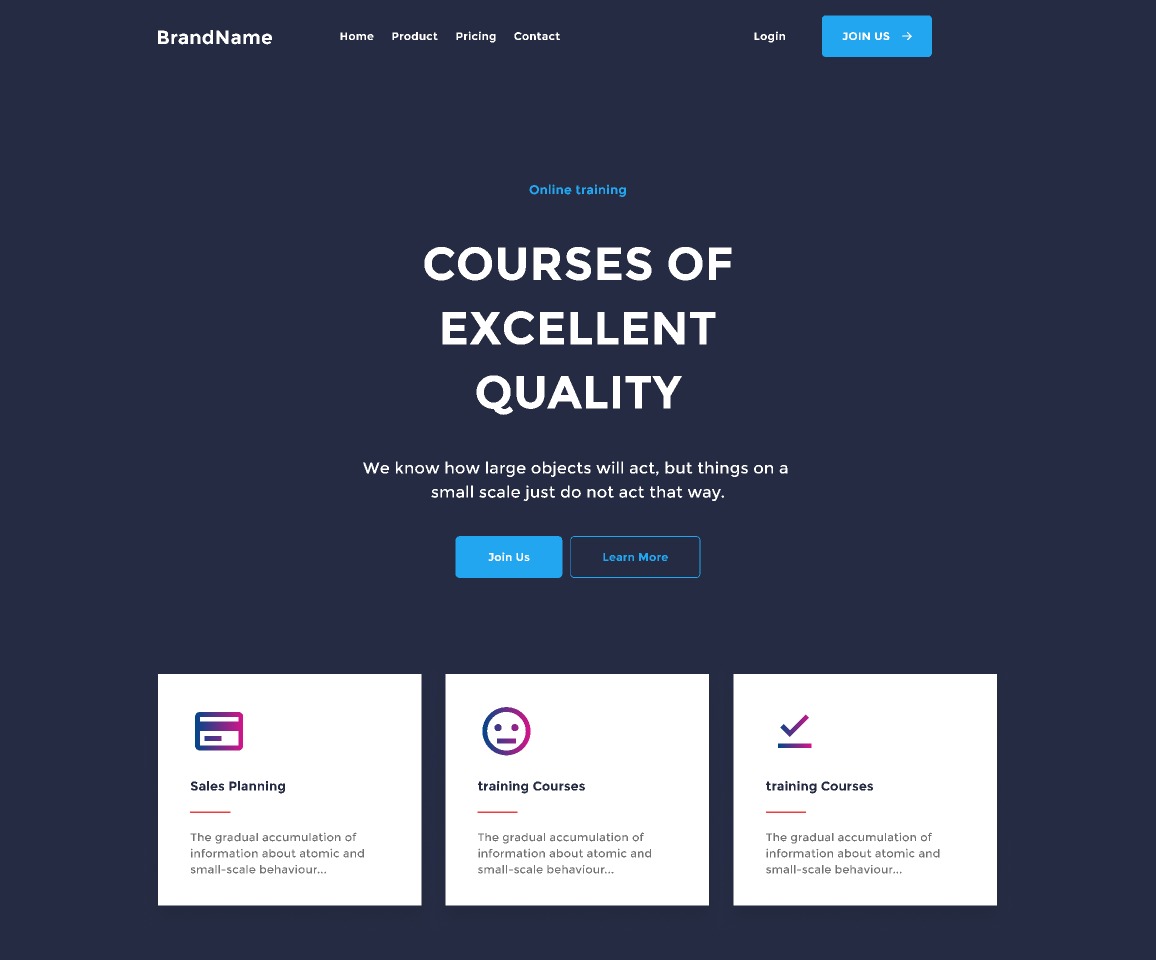 BrandName
Home Product Pricing Contact
Login
JOIN US
Online training
COURSES OF
EXCELLENT
QUALITY
We know how large objects will act, but things on a
small scale just do not act that way.
Join Us
Learn More
Sales Planning
The gradual accumulation of
information about atomic and
small-scale behaviour...
training Courses
The gradual accumulation of
information about atomic and
small-scale behaviour...
training Courses
The gradual accumulation of
information about atomic and
small-scale behaviour...